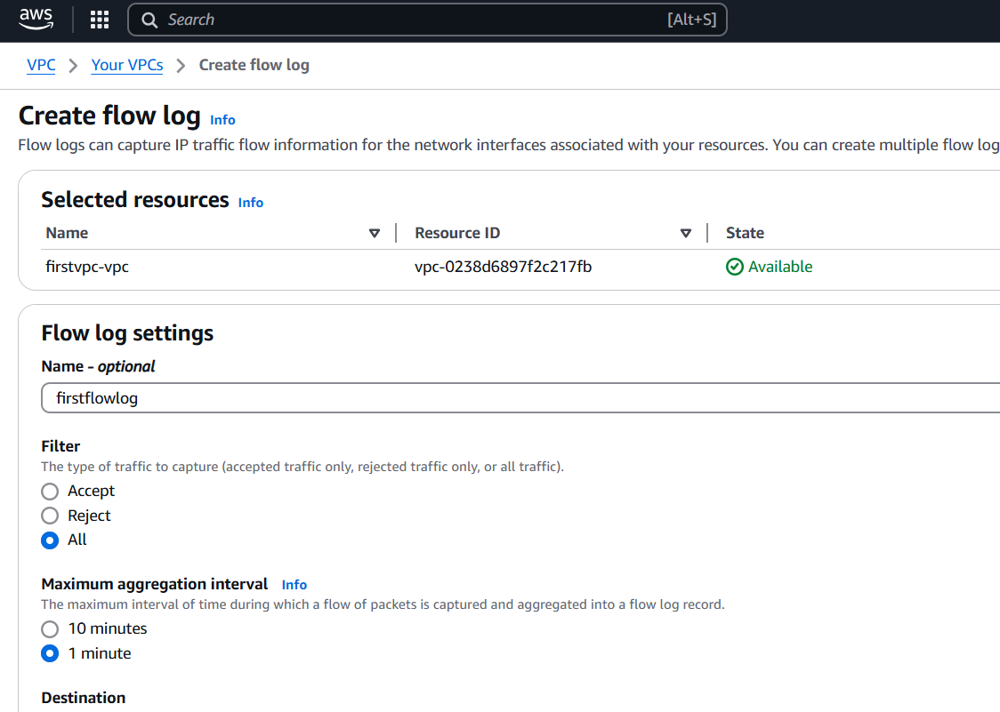 aws Search [Alt+S]
VPC > Your VPCs > Create flow log
Create flow log Info
Flow logs can capture IP traffic flow information for the network interfaces associated with your resources. You can create multiple flow log
Selected resources Info
Name Resource ID State
firstvpc-vpc vpc-0238d6897f2c217fb Available
Flow log settings
Name - optional
firstflowlog
Filter
The type of traffic to capture (accepted traffic only, rejected traffic only, or all traffic).
Accept
Reject
All
Maximum aggregation interval Info
The maximum interval of time during which a flow of packets is captured and aggregated into a flow log record.
10 minutes
1 minute
Destination